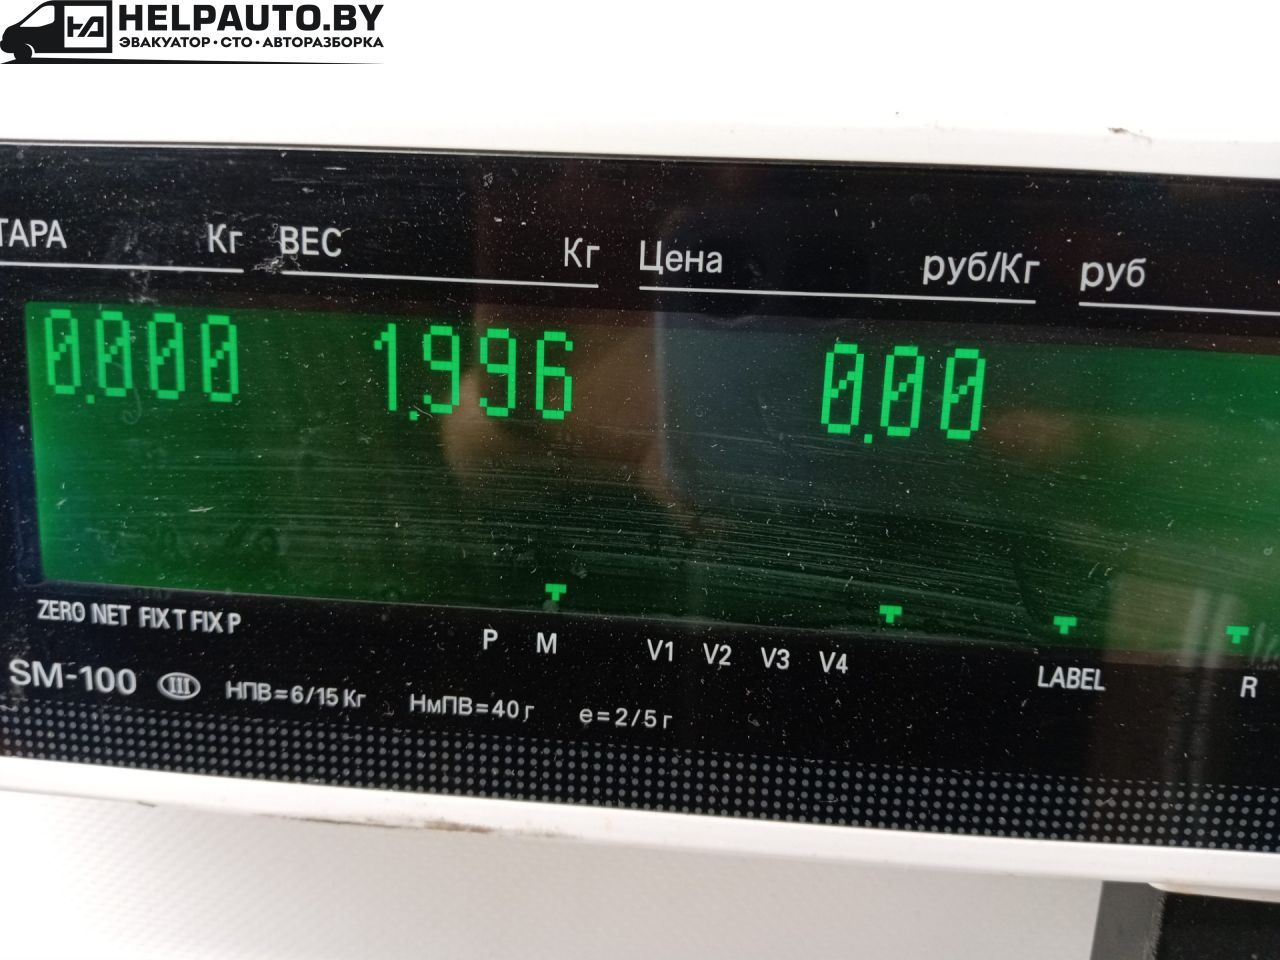 HELPAUTO.BY
ЭВАКУАТОР·СТО·АВТОРАЗБОРКА
ТАРА Кг ВЕС Кг Цена руб/Кг руб
0.000 1.996 0.00
ZERO NET FIX T FIX P P M V1 V2 V3 V4 LABEL R
SM-100 III НПВ=6/15 Кг НмПВ=40 г e=2/5 г